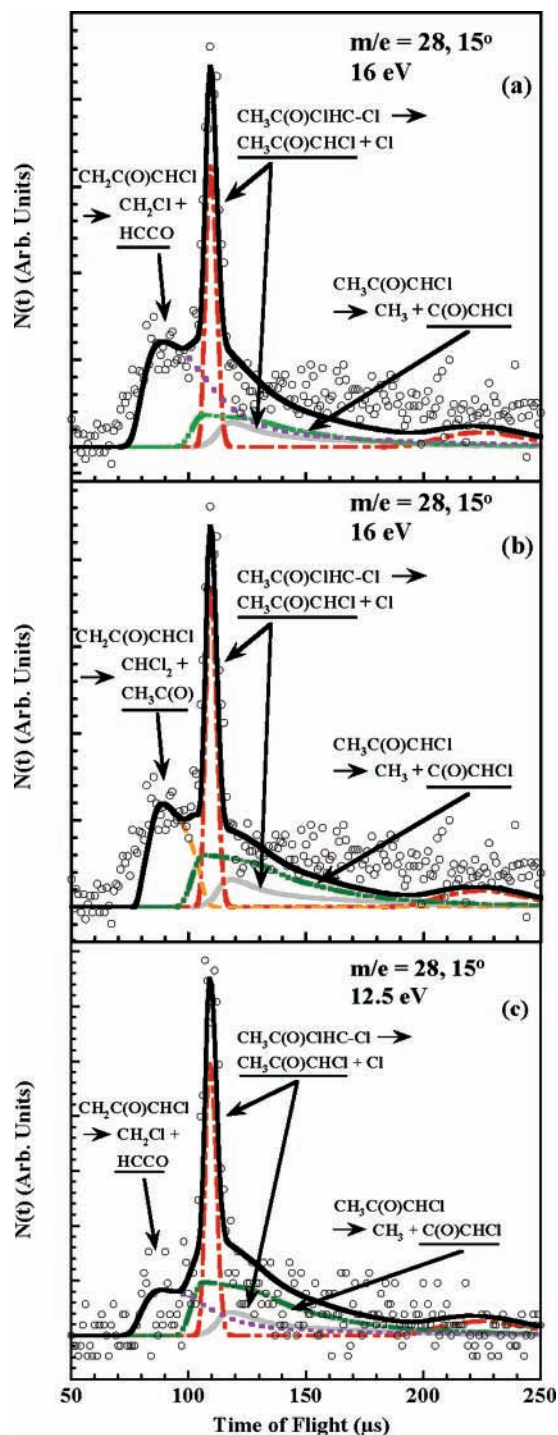 m/e = 28, 15°
16 eV
(a)
CH₃C(O)ClHC-Cl →
CH₃C(O)CHCl + Cl
CH₂C(O)CHCl
→ CH₂Cl +
HCCO
CH₃C(O)CHCl
→ CH₃ + C(O)CHCl
N(t) (Arb. Units)
m/e = 28, 15°
16 eV
(b)
CH₃C(O)ClHC-Cl →
CH₃C(O)CHCl + Cl
CH₂C(O)CHCl
→ CHCl₂ +
CH₃C(O)
CH₃C(O)CHCl
→ CH₃ + C(O)CHCl
N(t) (Arb. Units)
m/e = 28, 15°
12.5 eV
(c)
CH₃C(O)ClHC-Cl →
CH₃C(O)CHCl + Cl
CH₂C(O)CHCl
→ CH₂Cl +
HCCO
CH₃C(O)CHCl
→ CH₃ + C(O)CHCl
N(t) (Arb. Units)
50 100 150 200 250
Time of Flight (µs)